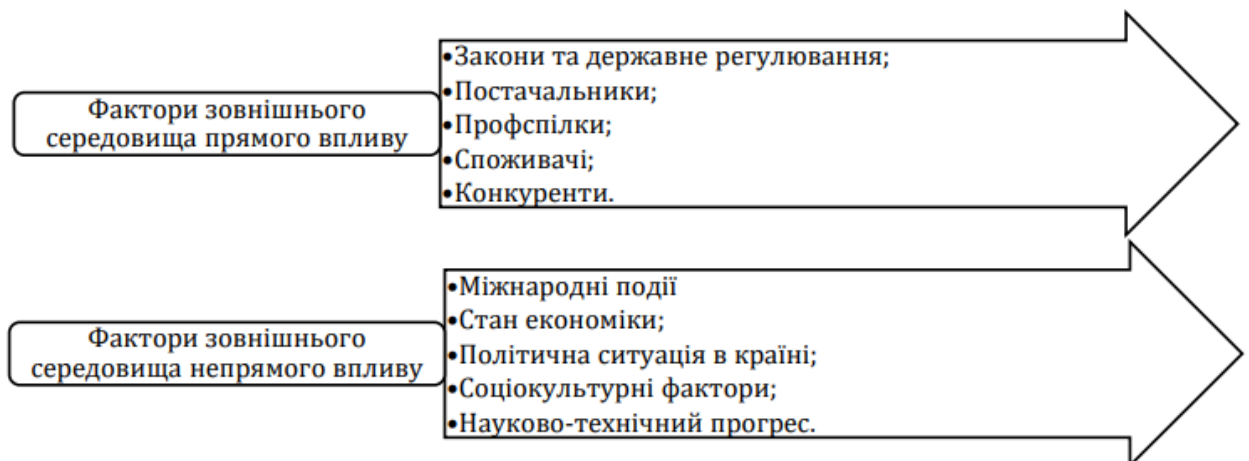 Фактори зовнішнього
середовища прямого впливу
•Закони та державне регулювання;
•Постачальники;
•Профспілки;
•Споживачі;
•Конкуренти.
Фактори зовнішнього
середовища непрямого впливу
•Міжнародні події
•Стан економіки;
•Політична ситуація в країні;
•Соціокультурні фактори;
•Науково-технічний прогрес.